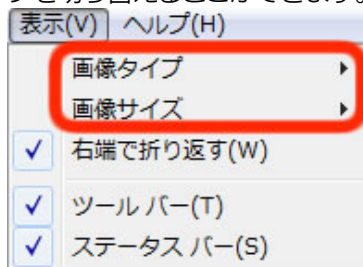 表示(V) ヘルプ(H)
画像タイプ
画像サイズ
右端で折り返す(W)
ツール バー(T)
ステータス バー(S)